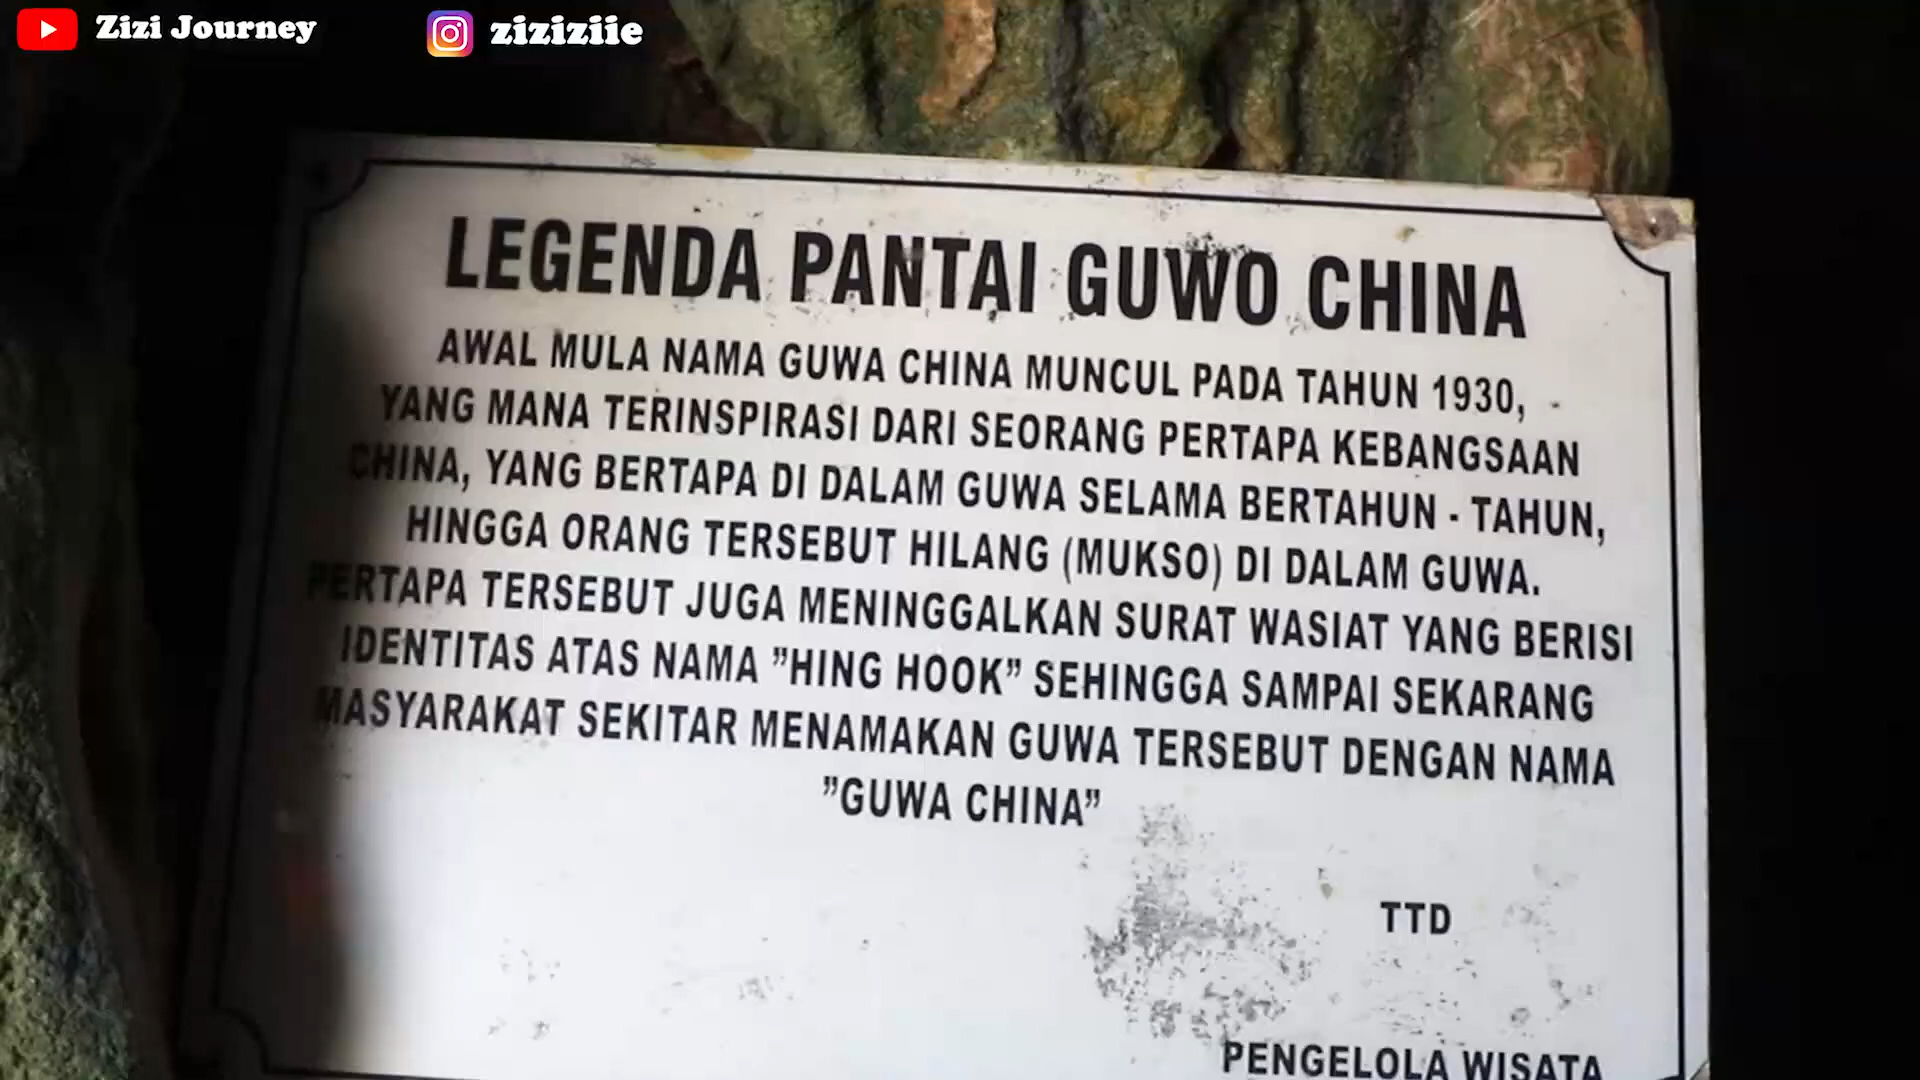 Zizi Journey ziziziie
LEGENDA PANTAI GUWO CHINA
AWAL MULA NAMA GUWA CHINA MUNCUL PADA TAHUN 1930, -
YANG MANA TERINSPIRASI DARI SEORANG PERTAPA KEBANGSAAN
CHINA, YANG BERTAPA DI DALAM GUWA SELAMA BERTAHUN - TAHUN,
HINGGA ORANG TERSEBUT HILANG (MUKSO) DI DALAM GUWA.
PERTAPA TERSEBUT JUGA MENINGGALKAN SURAT WASIAT YANG BERISI
IDENTITAS ATAS NAMA ”HING HOOK” SEHINGGA SAMPAI SEKARANG
MASYARAKAT SEKITAR MENAMAKAN GUWA TERSEBUT DENGAN NAMA
”GUWA CHINA”
TTD
PENGELOLA WISATA